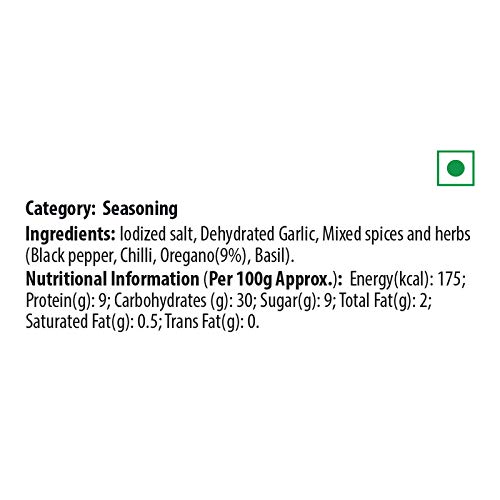 Category: Seasoning
Ingredients: Iodized salt, Dehydrated Garlic, Mixed spices and herbs
(Black pepper, Chilli, Oregano(9%), Basil).
Nutritional Information (Per 100g Approx.): Energy(kcal): 175;
Protein(g): 9; Carbohydrates (g): 30; Sugar(g): 9; Total Fat(g): 2;
Saturated Fat(g): 0.5; Trans Fat(g): 0.